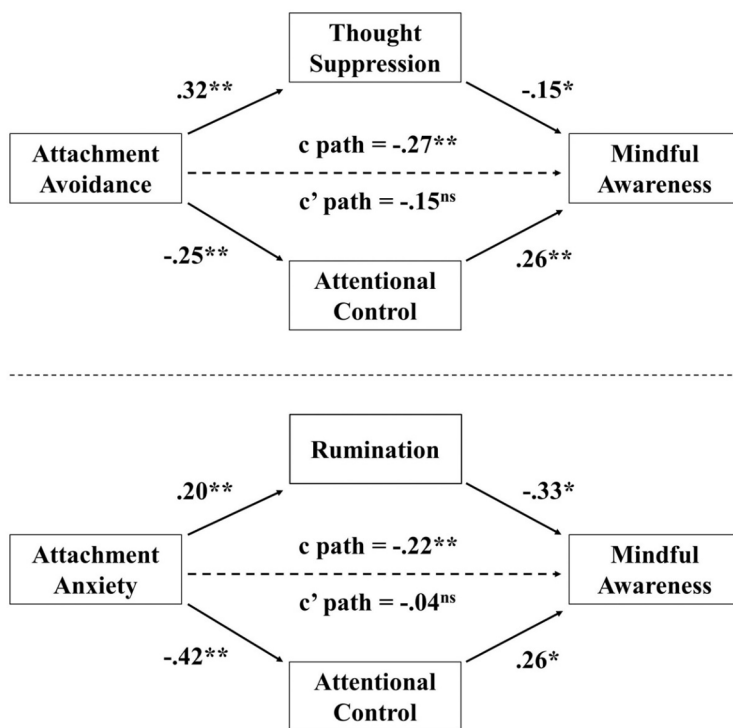 Thought
Suppression
.32**
-.15*
Attachment
Avoidance
c path = -.27**
c’ path = -.15ns
Mindful
Awareness
-.25**
.26**
Attentional
Control
Rumination
.20**
-.33*
Attachment
Anxiety
c path = -.22**
c’ path = -.04ns
Mindful
Awareness
-.42**
.26*
Attentional
Control